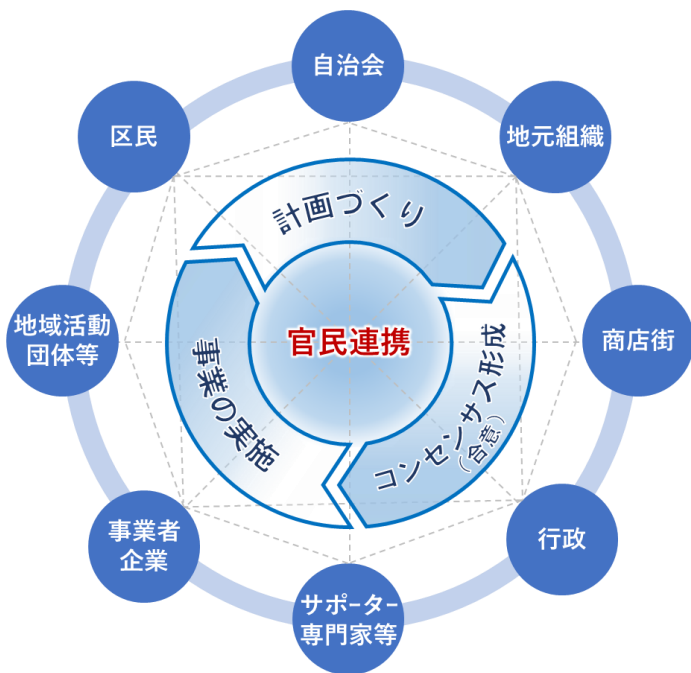 自治会
区民
地元組織
計画づくり
地域活動
団体等
官民連携
商店街
事業の実施
コンセンサス形成
(合意)
事業者
企業
行政
サポーター
専門家等